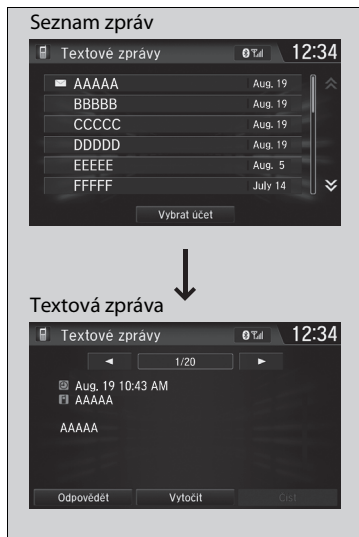 Seznam zpráv
Textové zprávy 12:34
AAAAA Aug. 19
BBBBB Aug. 19
CCCCC Aug. 19
DDDDD Aug. 19
EEEEE Aug. 5
FFFFF July 14
Vybrat účet
Textová zpráva
Textové zprávy 12:34
◄ 1/20 ►
Aug. 19 10:43 AM
AAAAA
AAAAA
Odpovědět Vytočit Číst